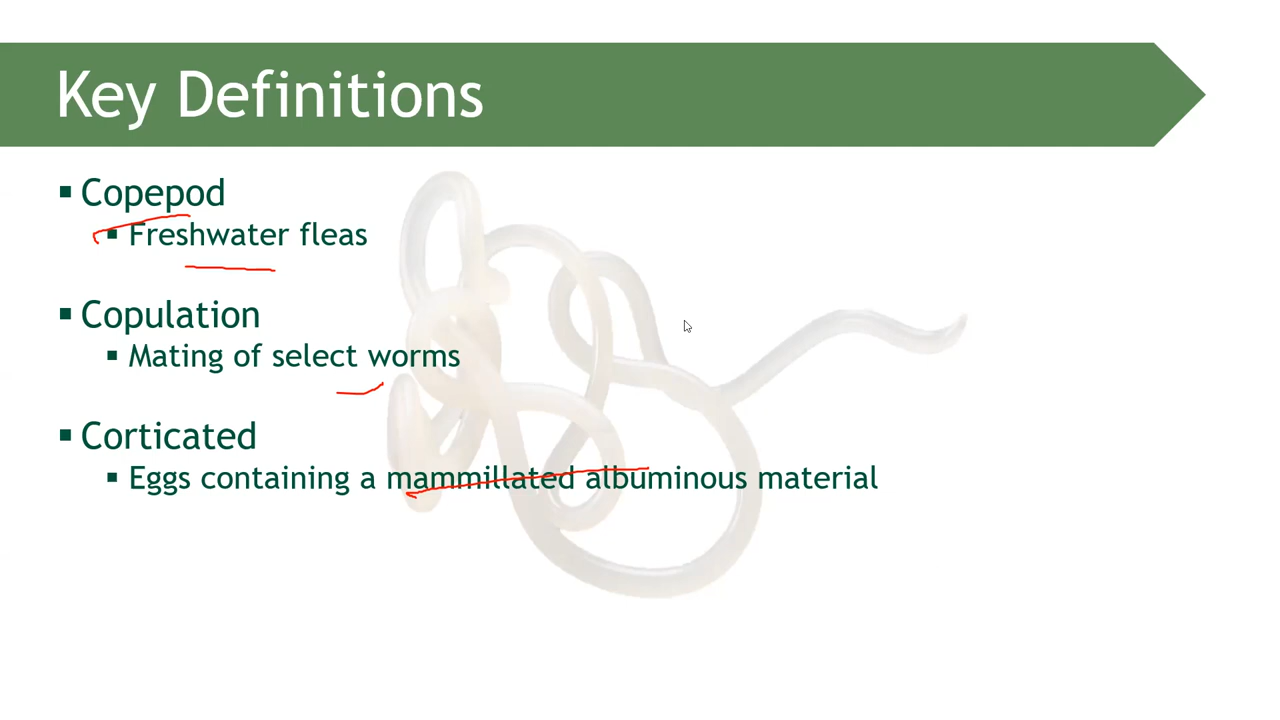 Key Definitions
▪ Copepod
▪ Freshwater fleas
▪ Copulation
▪ Mating of select worms
▪ Corticated
▪ Eggs containing a mammillated albuminous material